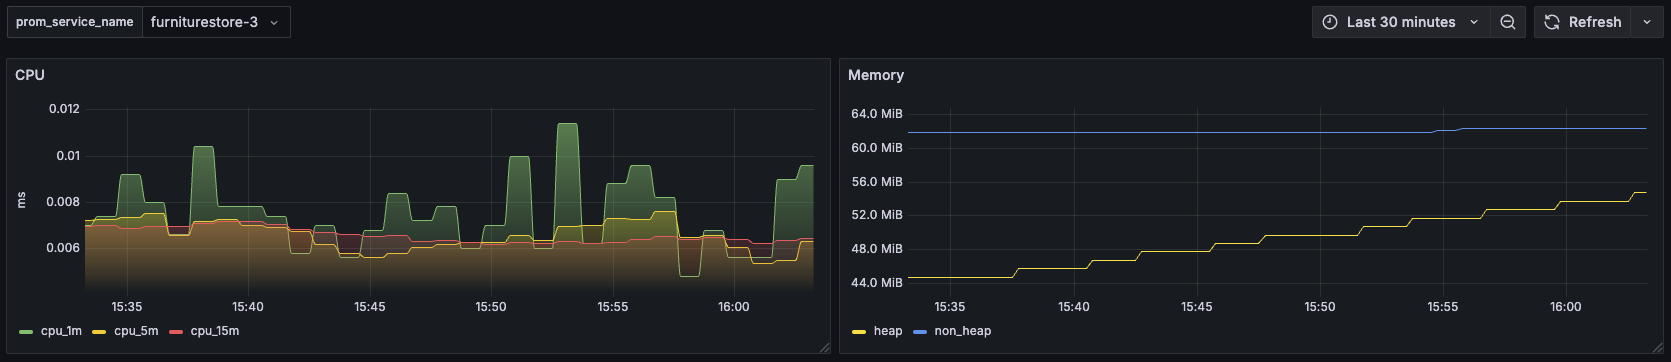 prom_service_name furniturestore-3 Last 30 minutes Refresh
CPU
0.012
0.01
0.008
0.006
ms
15:35 15:40 15:45 15:50 15:55 16:00
cpu_1m cpu_5m cpu_15m
Memory
64.0 MiB
60.0 MiB
56.0 MiB
52.0 MiB
48.0 MiB
44.0 MiB
15:35 15:40 15:45 15:50 15:55 16:00
heap non_heap